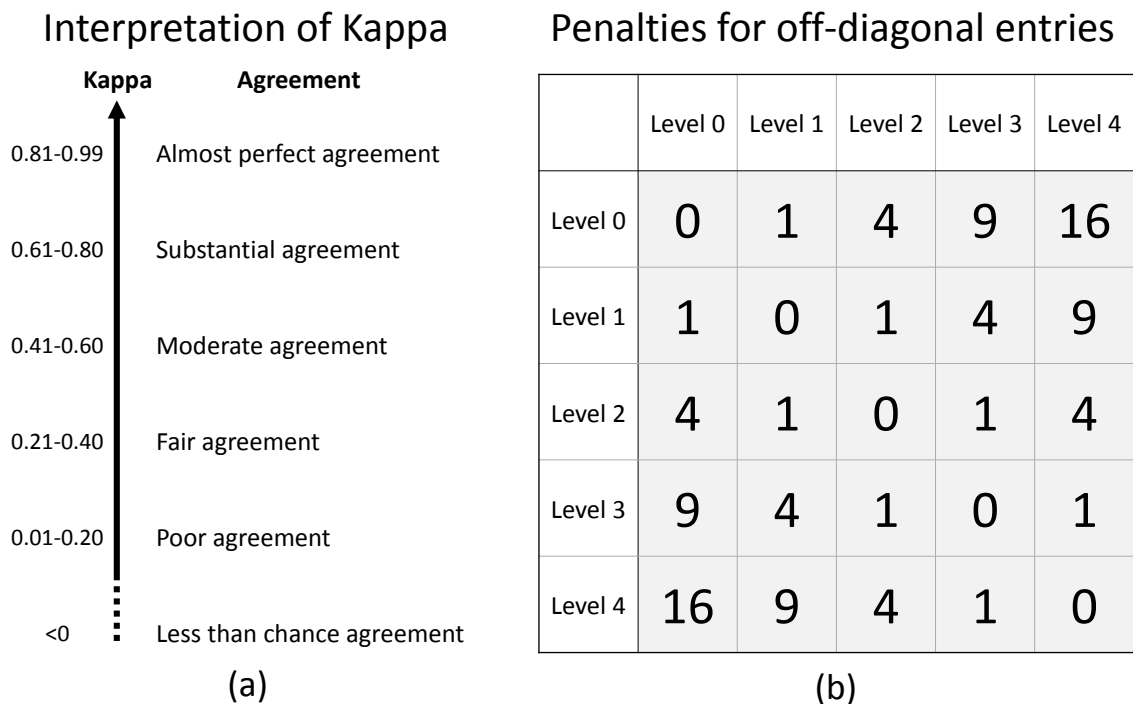 Interpretation of Kappa
Kappa Agreement
0.81-0.99 Almost perfect agreement
0.61-0.80 Substantial agreement
0.41-0.60 Moderate agreement
0.21-0.40 Fair agreement
0.01-0.20 Poor agreement
<0 Less than chance agreement
(a)
Penalties for off-diagonal entries
Level 0 Level 1 Level 2 Level 3 Level 4
Level 0 0 1 4 9 16
Level 1 1 0 1 4 9
Level 2 4 1 0 1 4
Level 3 9 4 1 0 1
Level 4 16 9 4 1 0
(b)